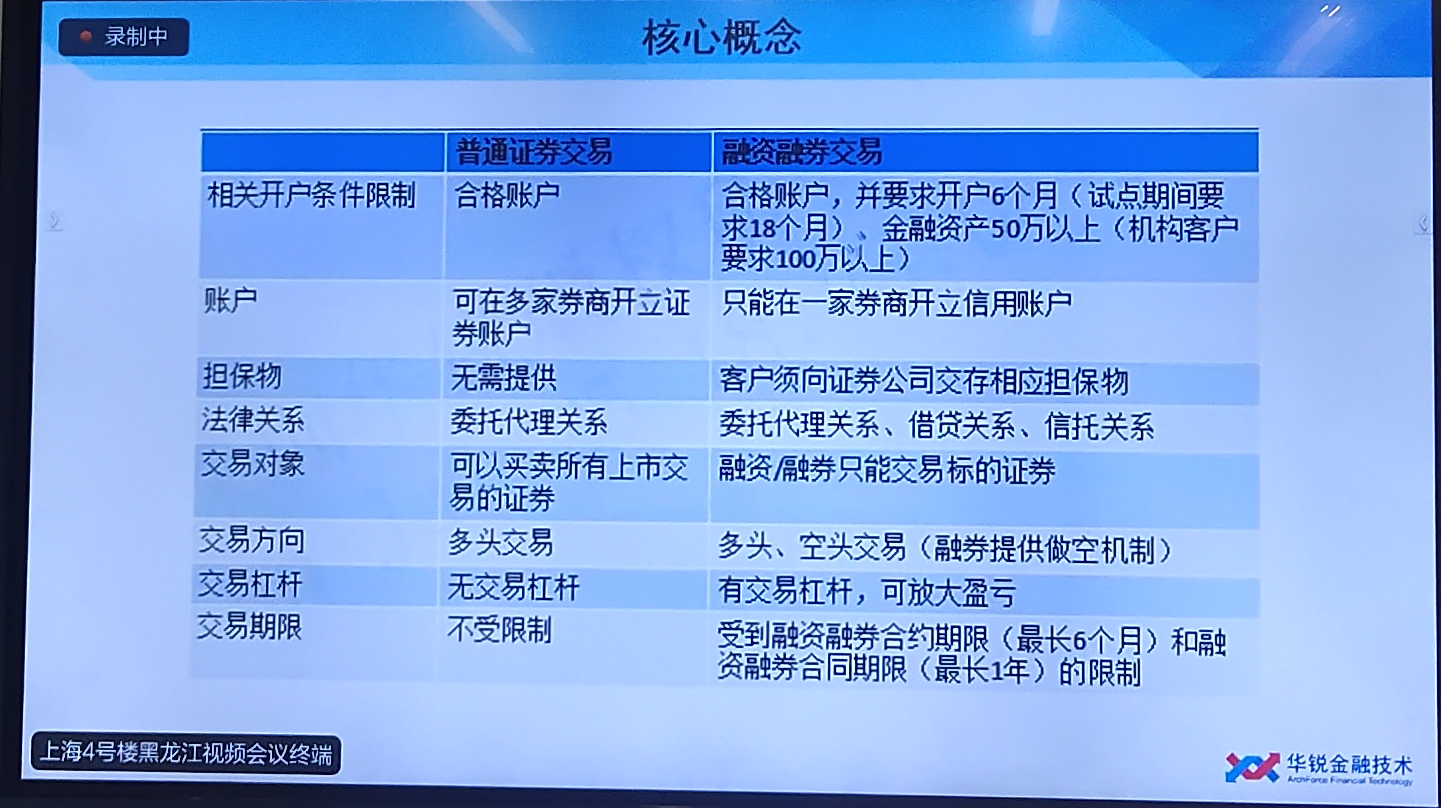 录制中
核心概念
普通证券交易
融资融券交易
相关开户条件限制
合格账户
合格账户，并要求开户6个月（试点期间要
求18个月）、金融资产50万以上（机构客户
要求100万以上）
账户
可在多家券商开立证
券账户
只能在一家券商开立信用账户
担保物
无需提供
客户须向证券公司交存相应担保物
法律关系
委托代理关系
委托代理关系、借贷关系、信托关系
交易对象
可以买卖所有上市交
易的证券
融资/融券只能交易标的证券
交易方向
多头交易
多头、空头交易（融券提供做空机制）
交易杠杆
无交易杠杆
有交易杠杆，可放大盈亏
交易期限
不受限制
受到融资融券合约期限（最长6个月）和融
资融券合同期限（最长1年）的限制
上海4号楼黑龙江视频会议终端
华锐金融技术
ArchForce Financial Technology